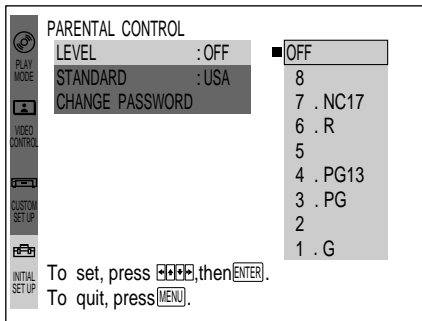 PARENTAL CONTROL
LEVEL : OFF
STANDARD : USA
CHANGE PASSWORD
OFF
8
7 . NC17
6 . R
5
4 . PG13
3 . PG
2
1 . G
PLAY
MODE
VIDEO
CONTROL
CUSTOM
SET UP
INITIAL
SET UP
To set, press ,then ENTER.
To quit, press MENU.